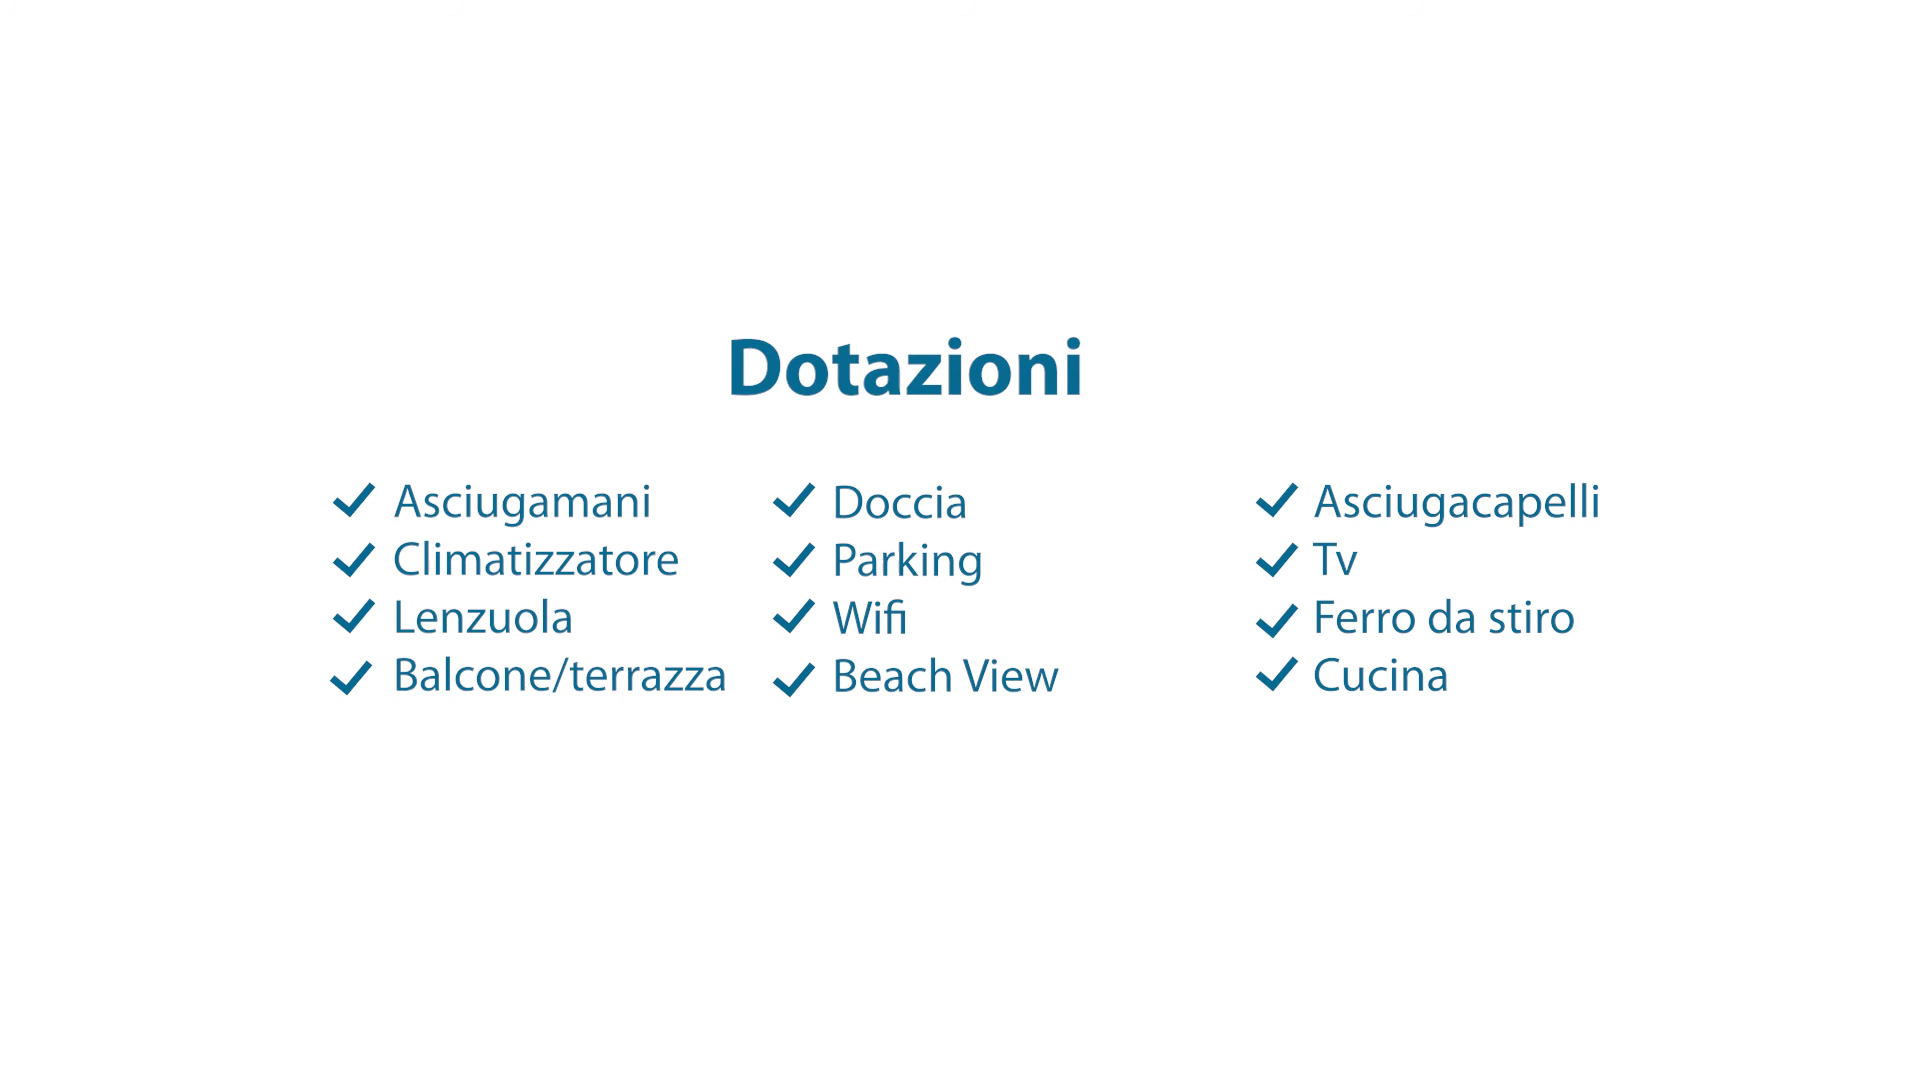 Dotazioni
Asciugamani
Climatizzatore
Lenzuola
Balcone/terrazza
Doccia
Parking
Wifi
Beach View
Asciugacapelli
Tv
Ferro da stiro
Cucina